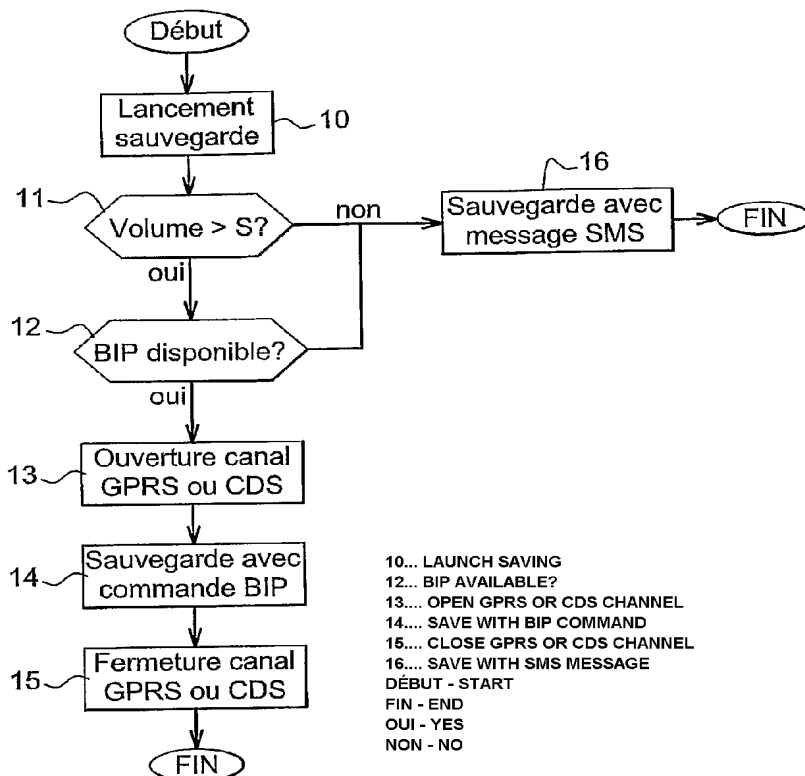 Début
Lancement
sauvegarde
10
11
Volume > S?
non
oui
16
Sauvegarde avec
message SMS
FIN
12
BIP disponible?
oui
13
Ouverture canal
GPRS ou CDS
14
Sauvegarde avec
commande BIP
15
Fermeture canal
GPRS ou CDS
FIN
10... LAUNCH SAVING
12... BIP AVAILABLE?
13.... OPEN GPRS OR CDS CHANNEL
14.... SAVE WITH BIP COMMAND
15.... CLOSE GPRS OR CDS CHANNEL
16.... SAVE WITH SMS MESSAGE
DÉBUT - START
FIN - END
OUI - YES
NON - NO